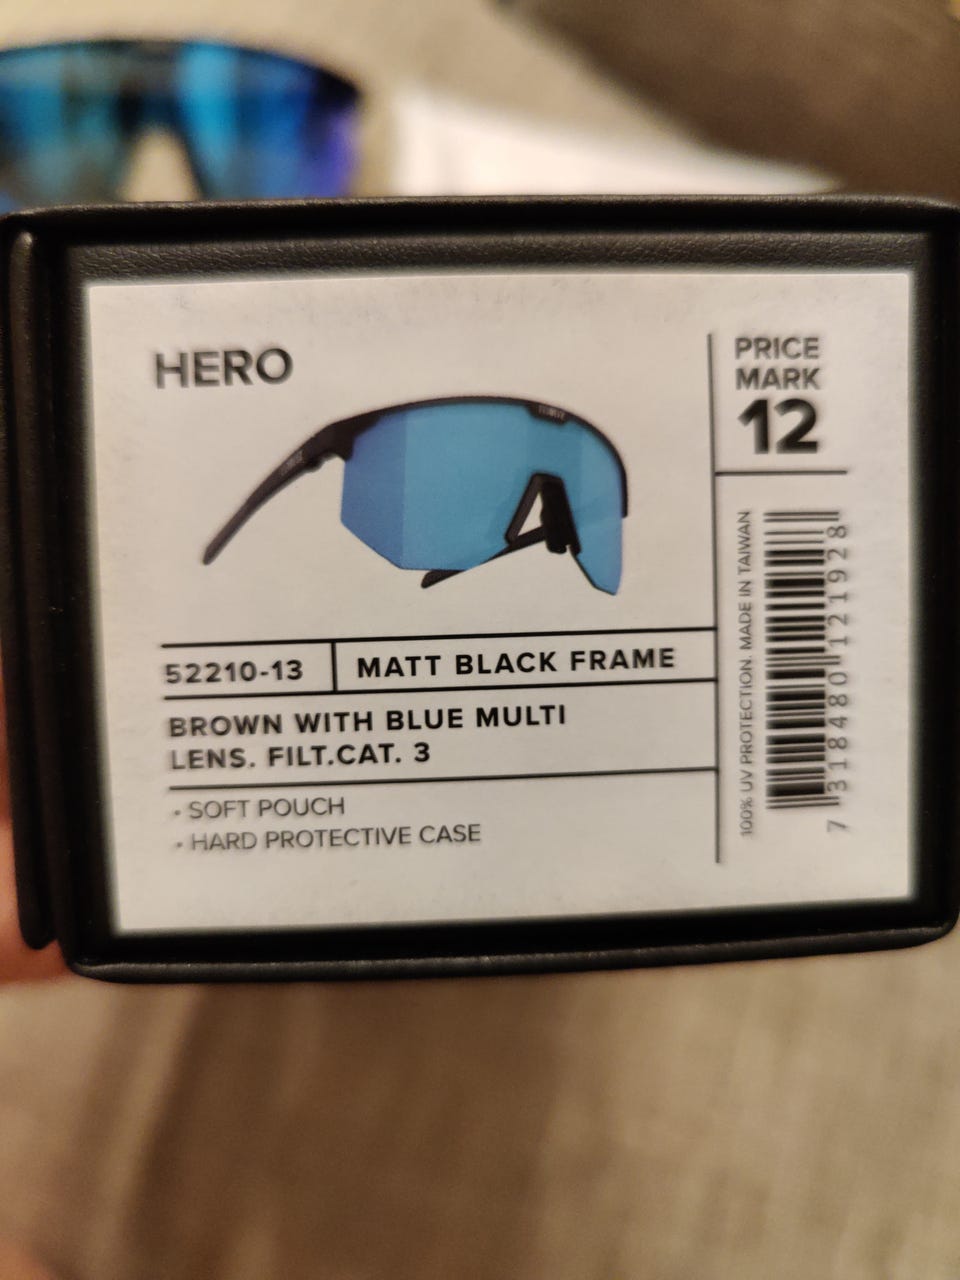 HERO
52210-13
MATT BLACK FRAME
BROWN WITH BLUE MULTI
LENS. FILT.CAT. 3
• SOFT POUCH
• HARD PROTECTIVE CASE
PRICE
MARK
12
100% UV PROTECTION. MADE IN TAIWAN
7 318480 121928